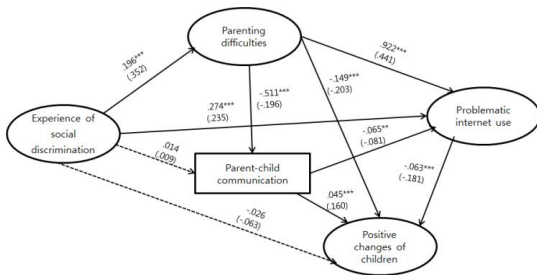 Parenting
difficulties
.196***
(.352)
.922***
(.441)
-.511***
(-.196)
-.149***
(-.203)
.274***
(.235)
Problematic
internet use
Experience of
social
discrimination
.014
(.009)
-.065**
(-.081)
Parent-child
communication
-.063***
(-.181)
.045***
(.160)
-.026
(-.063)
Positive
changes of
children